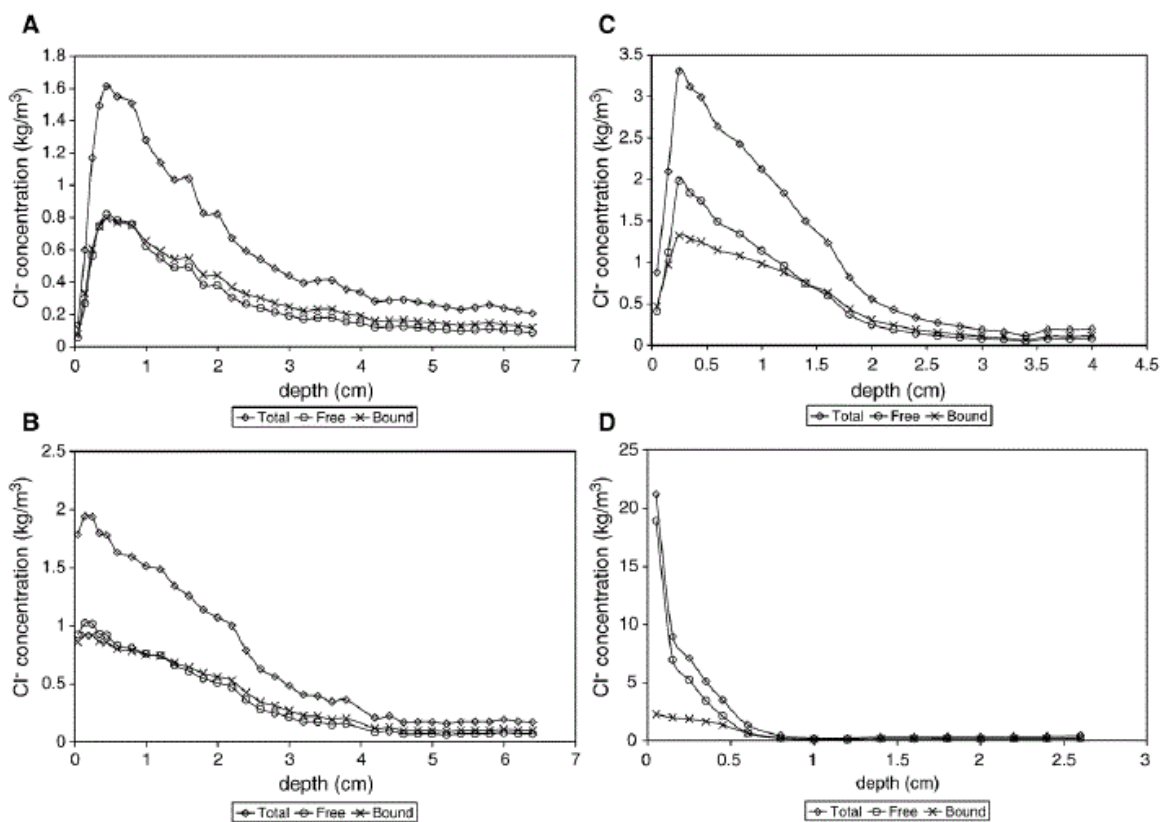 A
Cl⁻ concentration (kg/m³)
1.8
1.6
1.4
1.2
1
0.8
0.6
0.4
0.2
0
0 1 2 3 4 5 6 7
depth (cm)
Total Free Bound
B
Cl⁻ concentration (kg/m³)
2.5
2
1.5
1
0.5
0
0 1 2 3 4 5 6 7
depth (cm)
Total Free Bound
C
Cl⁻ concentration (kg/m³)
3.5
3
2.5
2
1.5
1
0.5
0
0 0.5 1 1.5 2 2.5 3 3.5 4 4.5
depth (cm)
Total Free Bound
D
Cl⁻ concentration (kg/m³)
25
20
15
10
5
0
0 0.5 1 1.5 2 2.5 3
depth (cm)
Total Free Bound